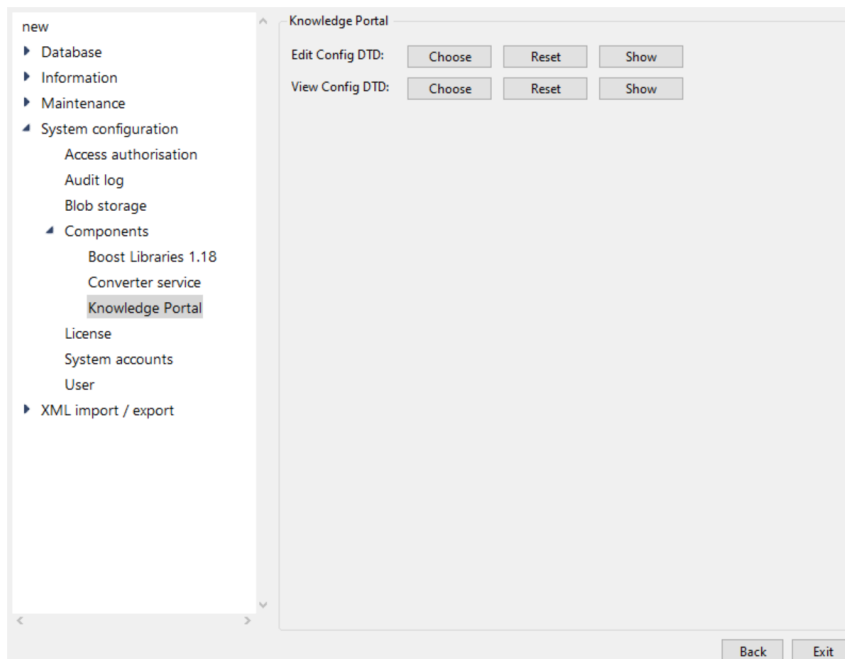 new
Database
Information
Maintenance
System configuration
Access authorisation
Audit log
Blob storage
Components
Boost Libraries 1.18
Converter service
Knowledge Portal
License
System accounts
User
XML import / export
Knowledge Portal
Edit Config DTD: Choose Reset Show
View Config DTD: Choose Reset Show
Back Exit